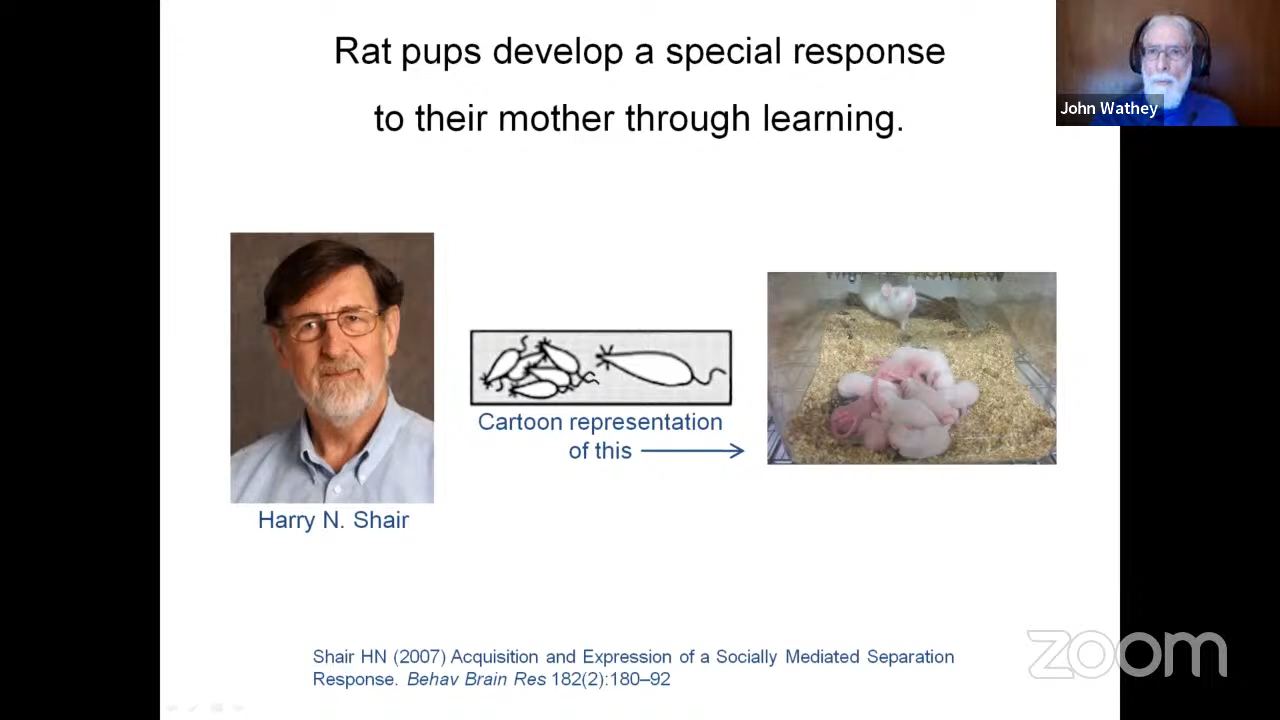 Rat pups develop a special response
to their mother through learning.
John Wathey
Cartoon representation
of this
Harry N. Shair
Shair HN (2007) Acquisition and Expression of a Socially Mediated Separation
Response. Behav Brain Res 182(2):180–92
zoom